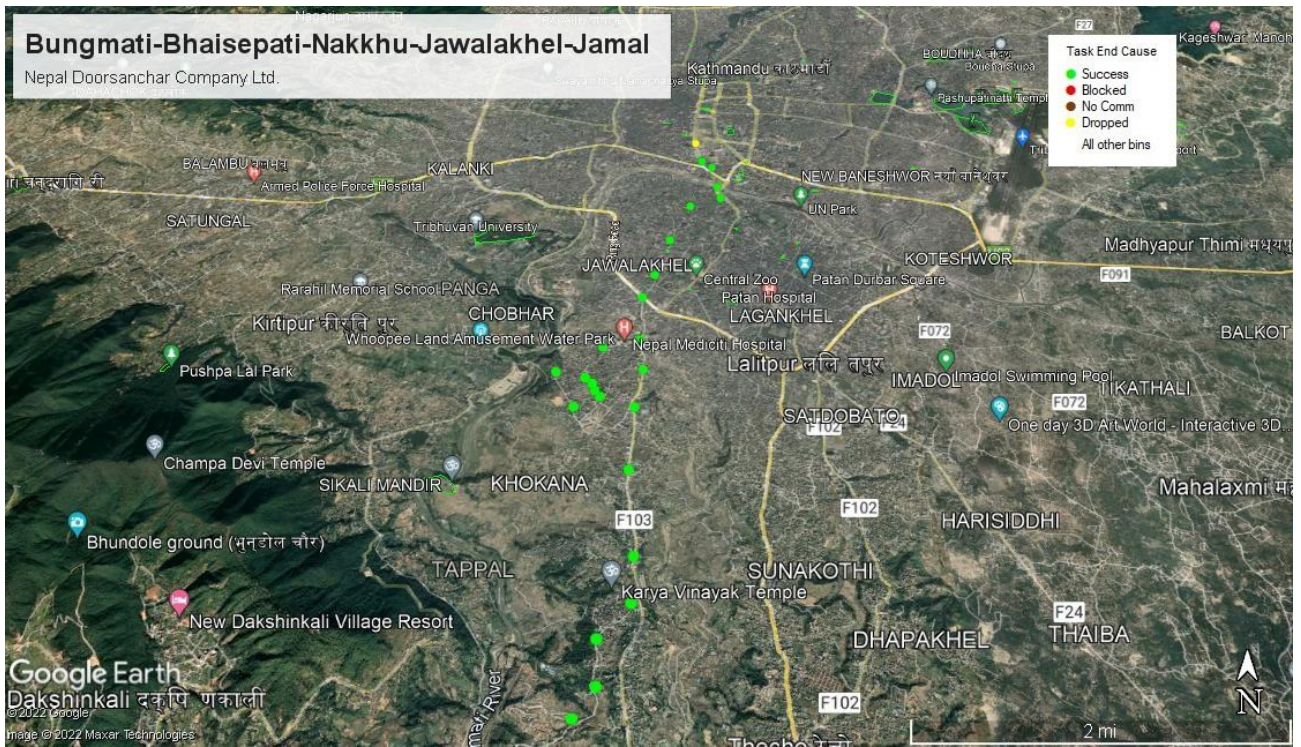 Bungmati-Bhaisepati-Nakkhu-Jawalakhel-Jamal
Nepal Doorsanchar Company Ltd.
Task End Cause
Success
Blocked
No Comm
Dropped
All other bins
F27
Kageshwari
BOUDHHA बौद्ध
Boudha Stupa
Kathmandu काठमाडौँ
Pashupatinath
BALAMBU बलम्बु
Armed Police Force Hospital
KALANKI
NEW BANESHWOR नयाँ बानेश्वर
UN Park
SATUNGAL
Tribhuvan University
Madhyapur Thimi
KOTESHWOR
JAWALAKHEL
Central Zoo
Patan Durbar Square
F091
Rarahil Memorial School
PANGA
Patan Hospital
LAGANKHEL
CHOBHAR
Kirtipur
Whoopee Land Amusement Water Park
Nepal Mediciti Hospital
F072
BALKOT
Lalitpur
Pushpa Lal Park
IMADOL
Imadol Swimming Pool
TIKATHALI
F072
SATDOBATO
F102
F24
One day 3D Art World - Interactive 3D...
Champa Devi Temple
SIKALI MANDIR
KHOKANA
Mahalaxmi
F103
F102
HARISIDDHI
Bhundole ground (भुनडोल चौर)
TAPPAL
SUNAKOTHI
Karya Vinayak Temple
New Dakshinkali Village Resort
F24
DHAPAKHEL
THAIBA
Google Earth
Dakshinkali
F102
N
© 2022 Google
Image © 2022 Maxar Technologies
River
2 mi